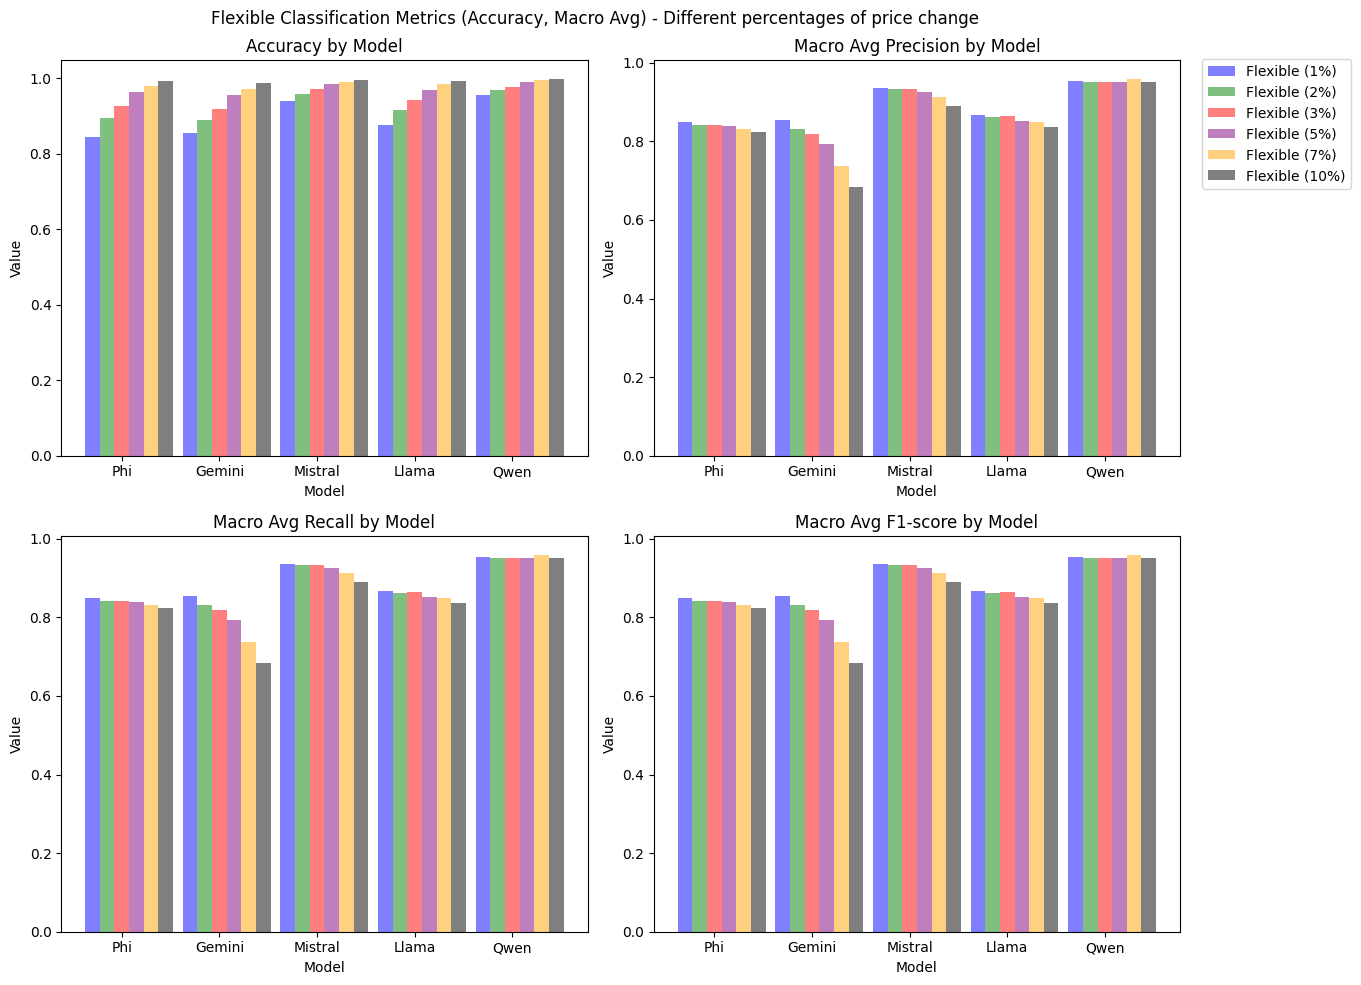 Flexible Classification Metrics (Accuracy, Macro Avg) - Different percentages of price change
Accuracy by Model
1.0
0.8
0.6
0.4
0.2
0.0
Value
Phi Gemini Mistral Llama Qwen
Model
Macro Avg Precision by Model
1.0
0.8
0.6
0.4
0.2
0.0
Value
Phi Gemini Mistral Llama Qwen
Model
Flexible (1%)
Flexible (2%)
Flexible (3%)
Flexible (5%)
Flexible (7%)
Flexible (10%)
Macro Avg Recall by Model
1.0
0.8
0.6
0.4
0.2
0.0
Value
Phi Gemini Mistral Llama Qwen
Model
Macro Avg F1-score by Model
1.0
0.8
0.6
0.4
0.2
0.0
Value
Phi Gemini Mistral Llama Qwen
Model